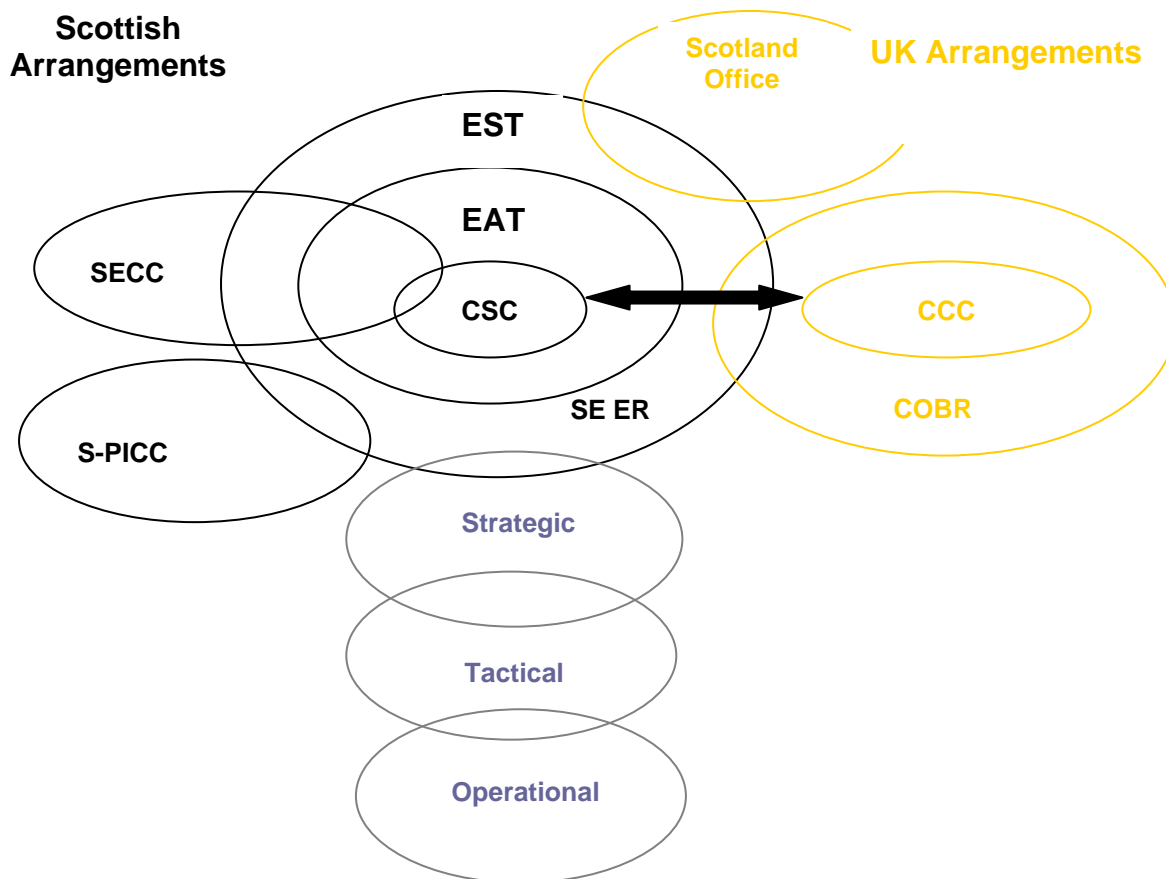 Scottish
Arrangements
Scotland
Office
UK Arrangements
EST
EAT
SECC
CSC
CCC
SE ER
COBR
S-PICC
Strategic
Tactical
Operational